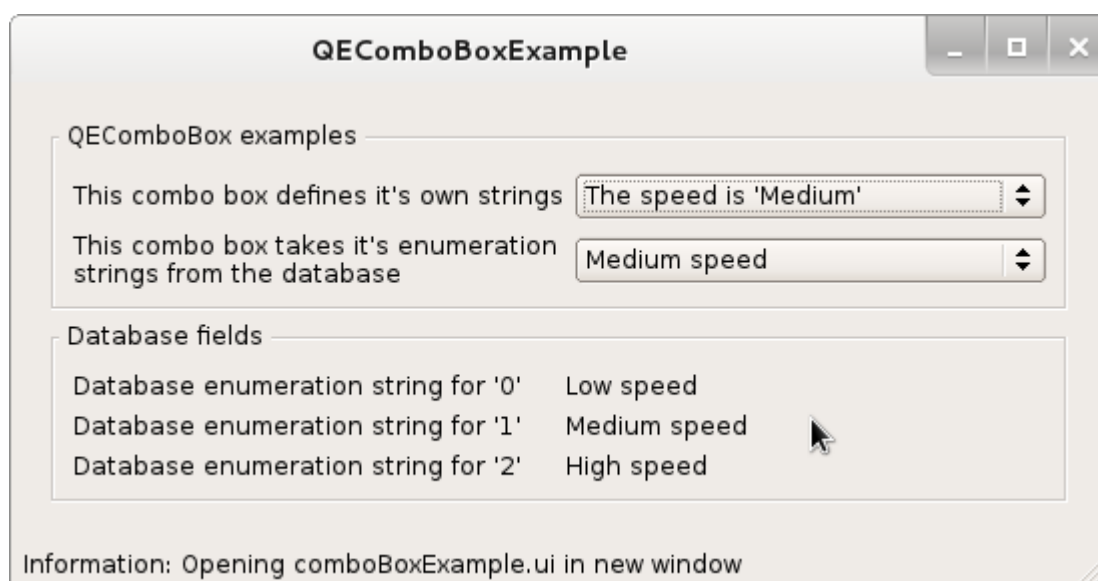 QEComboBoxExample
QEComboBox examples
This combo box defines it's own strings The speed is 'Medium'
This combo box takes it's enumeration
strings from the database
Medium speed
Database fields
Database enumeration string for '0' Low speed
Database enumeration string for '1' Medium speed
Database enumeration string for '2' High speed
Information: Opening comboBoxExample.ui in new window